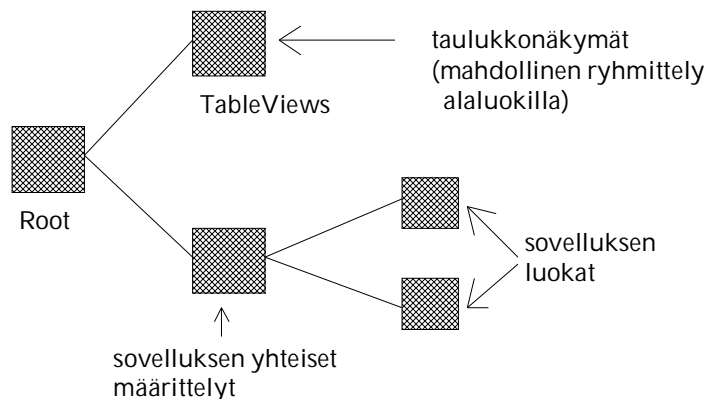 taulukkonäkymät
(mahdollinen ryhmittely
alaluokilla)
TableViews
Root
sovelluksen
luokat
sovelluksen yhteiset
määrittelyt